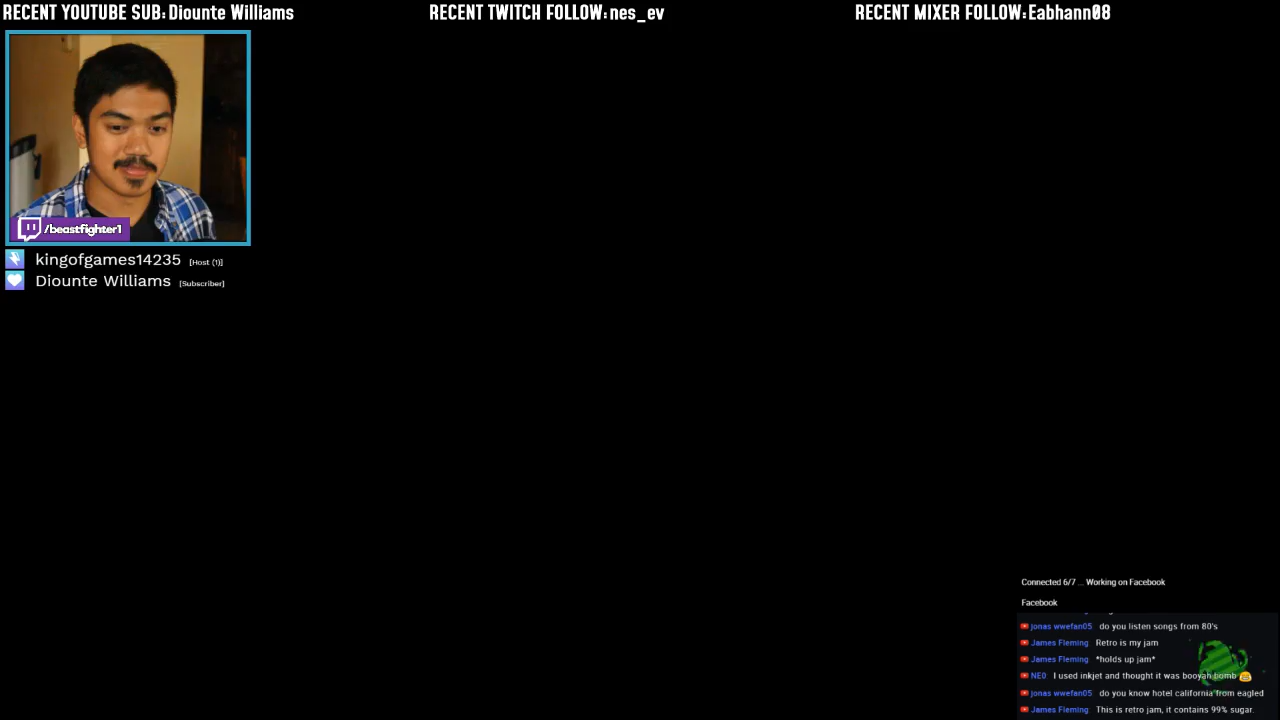 RECENT YOUTUBE SUB: Diounte Williams
RECENT TWITCH FOLLOW: nes_ev
RECENT MIXER FOLLOW: Eabhann08
/beastfighter1
kingofgames14235 [Host (1)]
Diounte Williams [Subscriber]
Connected 6/7 ... Working on Facebook
Facebook
jonas wwefan05 do you listen songs from 80's
James Fleming Retro is my jam
James Fleming *holds up jam*
NE0 I used inkjet and thought it was booyah bomb
jonas wwefan05 do you know hotel california from eagled
James Fleming This is retro jam, it contains 99% sugar.